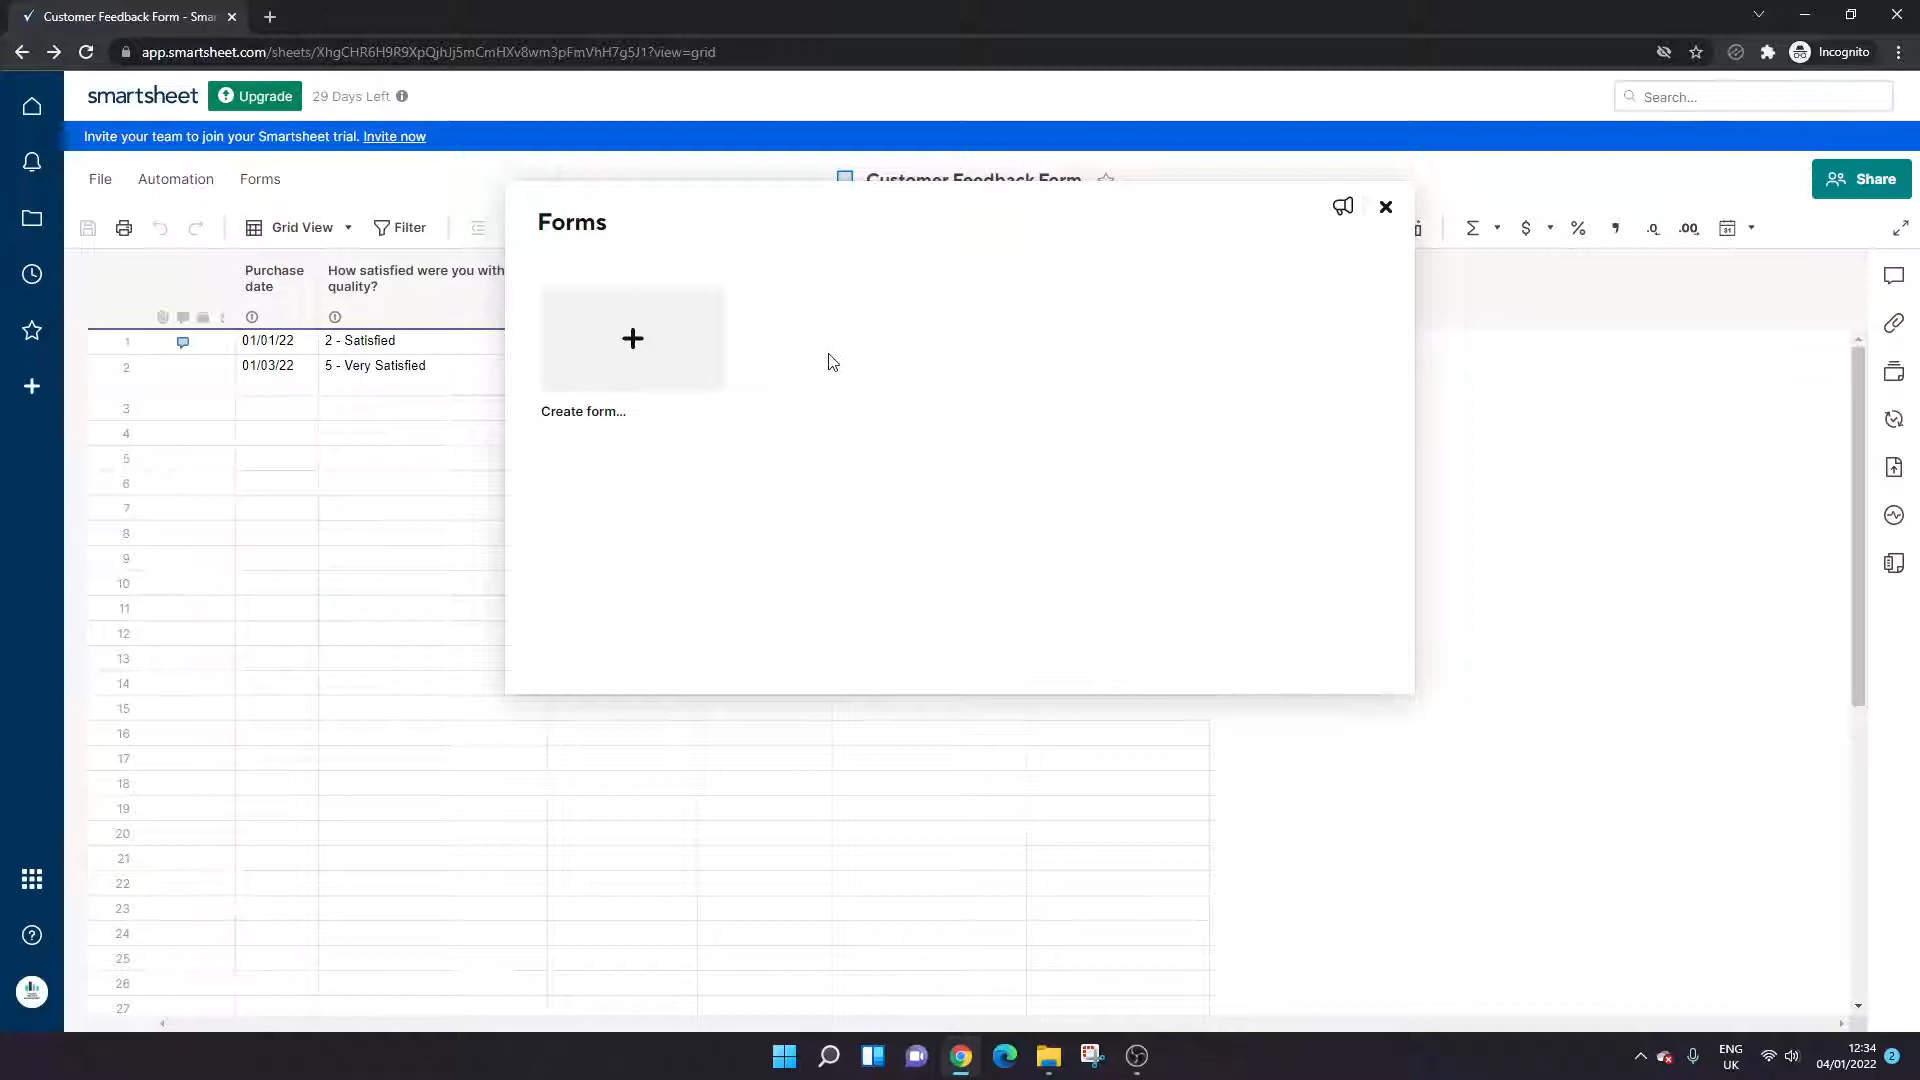 Customer Feedback Form - Smar
app.smartsheet.com/sheets/XhgCHR6H9R9XpQjhJj5mCmHXv8wm3pFmVhH7g5J1?view=grid
Incognito
smartsheet
Upgrade
29 Days Left
Search...
Invite your team to join your Smartsheet trial. Invite now
File
Automation
Forms
Customer Feedback Form
Share
Grid View
Filter
Forms
Σ
$
%
.0
.00
31
Purchase
date
How satisfied were you with
quality?
1
01/01/22
2 - Satisfied
2
01/03/22
5 - Very Satisfied
Create form...
3
4
5
6
7
8
9
10
11
12
13
14
15
16
17
18
19
20
21
22
23
24
25
26
27
ENG
UK
12:34
04/01/2022
2